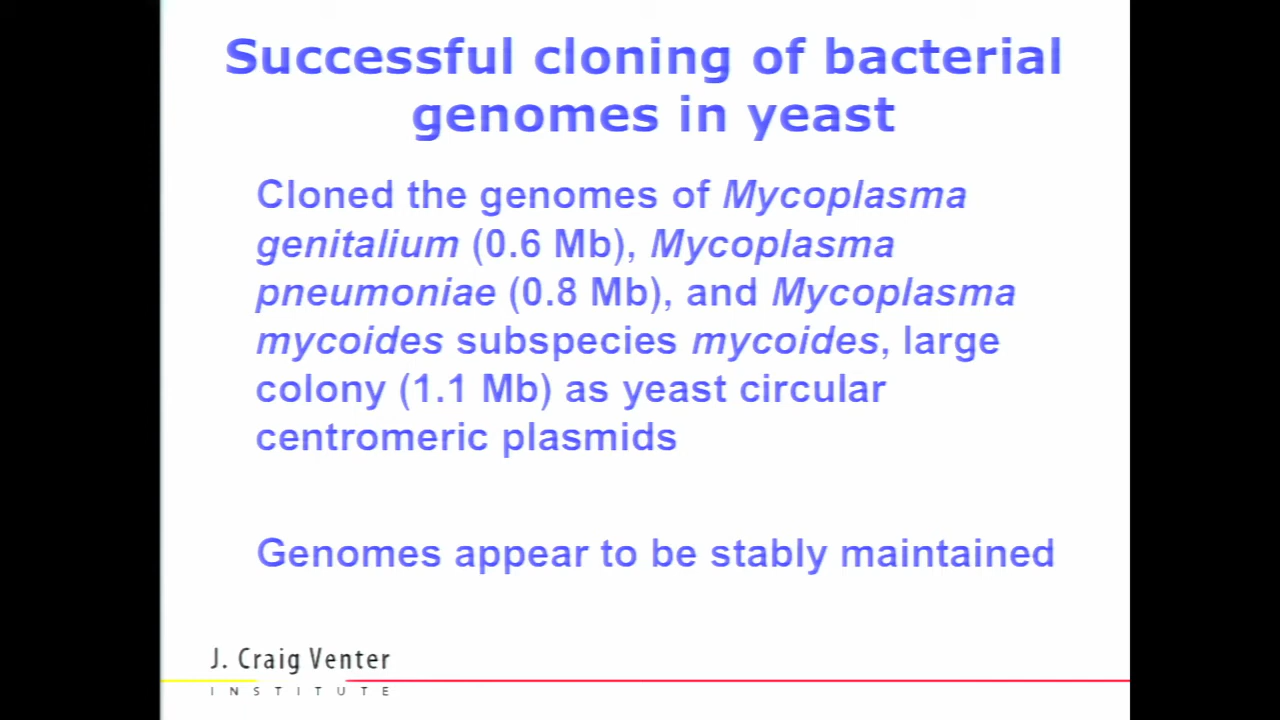 Successful cloning of bacterial
genomes in yeast
Cloned the genomes of Mycoplasma
genitalium (0.6 Mb), Mycoplasma
pneumoniae (0.8 Mb), and Mycoplasma
mycoides subspecies mycoides, large
colony (1.1 Mb) as yeast circular
centromeric plasmids
Genomes appear to be stably maintained
J. Craig Venter
INSTITUTE